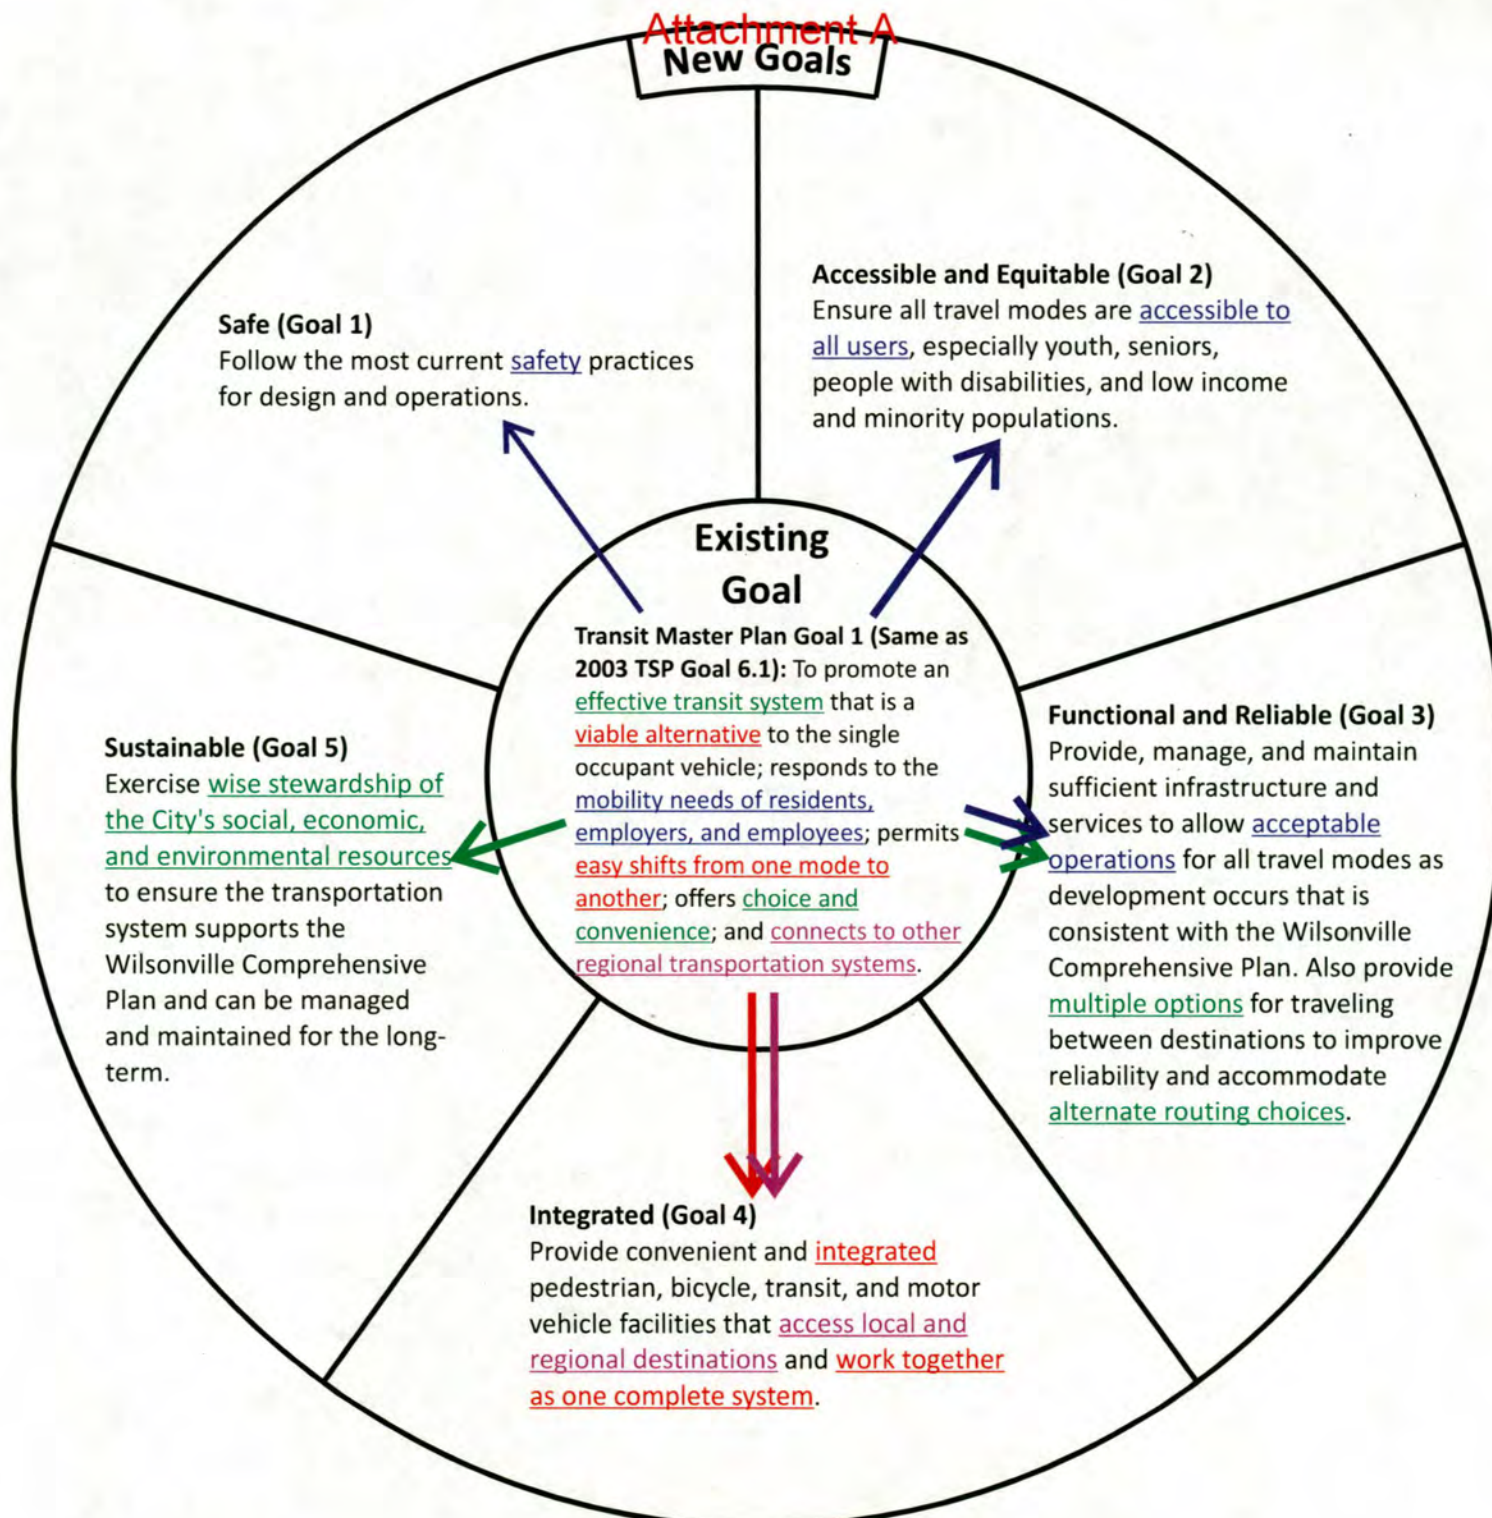 Attachment A
New Goals
Safe (Goal 1)
Follow the most current safety practices
for design and operations.
Accessible and Equitable (Goal 2)
Ensure all travel modes are accessible to
all users, especially youth, seniors,
people with disabilities, and low income
and minority populations.
Existing
Goal
Transit Master Plan Goal 1 (Same as
2003 TSP Goal 6.1): To promote an
effective transit system that is a
viable alternative to the single
occupant vehicle; responds to the
mobility needs of residents,
employers, and employees; permits
easy shifts from one mode to
another; offers choice and
convenience; and connects to other
regional transportation systems.
Functional and Reliable (Goal 3)
Provide, manage, and maintain
sufficient infrastructure and
services to allow acceptable
operations for all travel modes as
development occurs that is
consistent with the Wilsonville
Comprehensive Plan. Also provide
multiple options for traveling
between destinations to improve
reliability and accommodate
alternate routing choices.
Integrated (Goal 4)
Provide convenient and integrated
pedestrian, bicycle, transit, and motor
vehicle facilities that access local and
regional destinations and work together
as one complete system.
Sustainable (Goal 5)
Exercise wise stewardship of
the City's social, economic,
and environmental resources
to ensure the transportation
system supports the
Wilsonville Comprehensive
Plan and can be managed
and maintained for the long-
term.